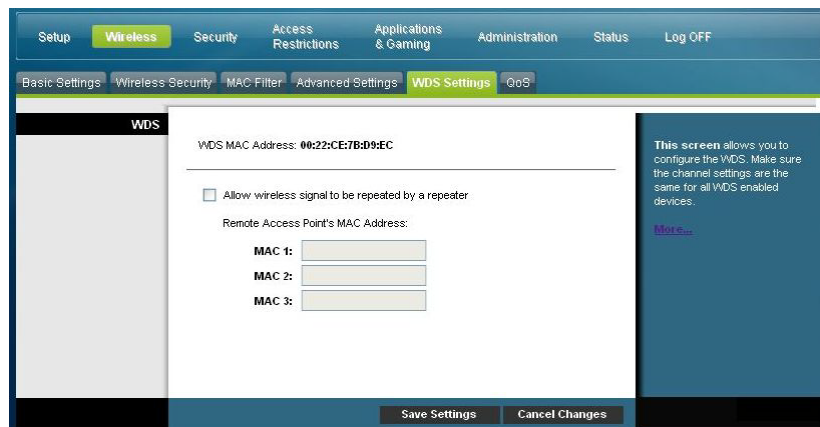 Setup Wireless Security Access Restrictions Applications & Gaming Administration Status Log OFF
Basic Settings Wireless Security MAC Filter Advanced Settings WDS Settings QoS
WDS
WDS MAC Address: 00:22:CE:7B:D9:EC
Allow wireless signal to be repeated by a repeater
Remote Access Point's MAC Address:
MAC 1:
MAC 2:
MAC 3:
This screen allows you to
configure the WDS. Make sure
the channel settings are the
same for all WDS enabled
devices.
More...
Save Settings Cancel Changes